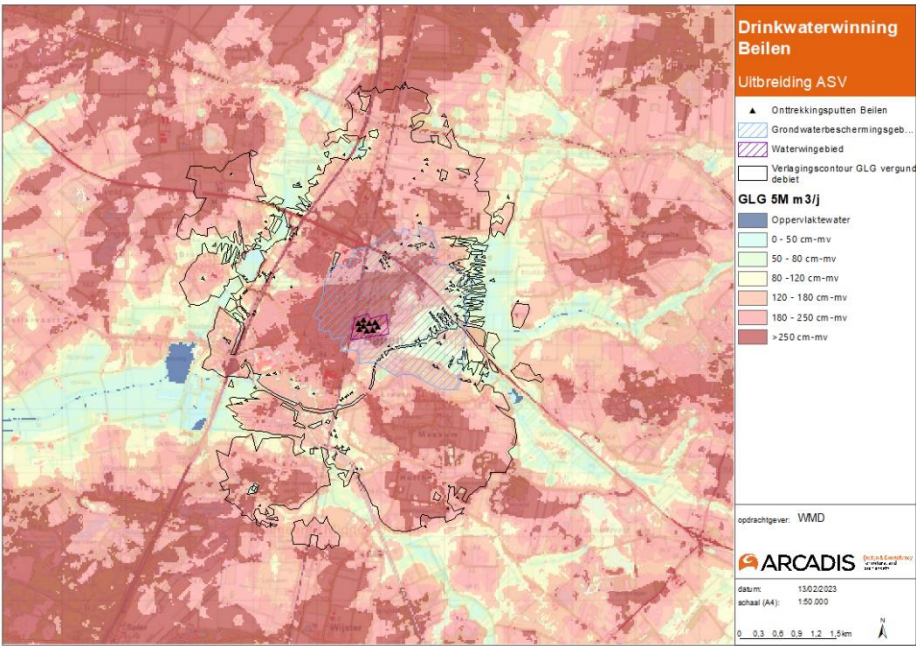 Drinkwaterwinning
Beilen
Uitbreiding ASV
Onttrekkingsputten Beilen
Grondwaterbeschermingsgeb...
Waterwingebied
Verlagingscontour GLG vergund
debiet
GLG 5M m3/j
Oppervlaktewater
0 - 50 cm-mv
50 - 80 cm-mv
80 -120 cm-mv
120 - 180 cm-mv
180 - 250 cm-mv
>250 cm-mv
opdrachtgever: WMD
ARCADIS
datum: 13/02/2023
schaal (A4): 1:50.000
0 0,3 0,6 0,9 1,2 1,5km
N
Wijster